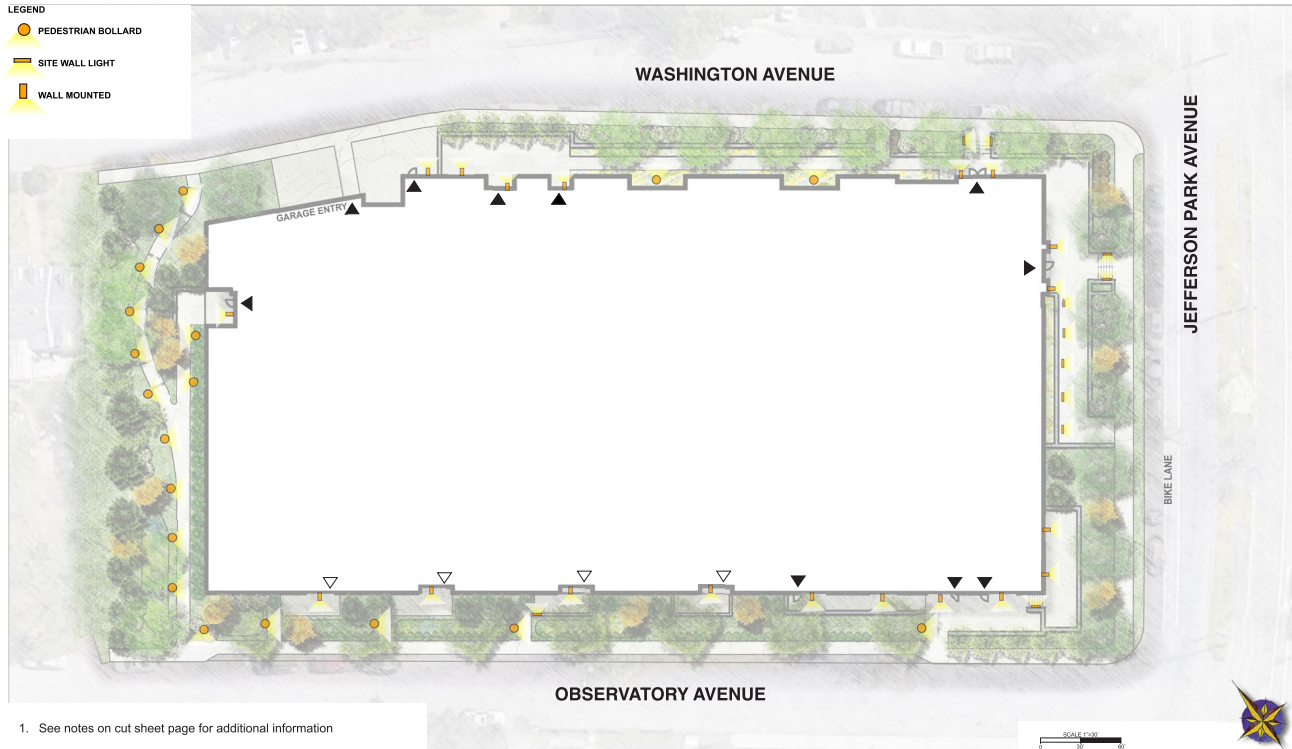 LEGEND
PEDESTRIAN BOLLARD
SITE WALL LIGHT
WALL MOUNTED
WASHINGTON AVENUE
JEFFERSON PARK AVENUE
GARAGE ENTRY
BIKE LANE
OBSERVATORY AVENUE
1. See notes on cut sheet page for additional information
SCALE 1"=30'
0 30' 60'